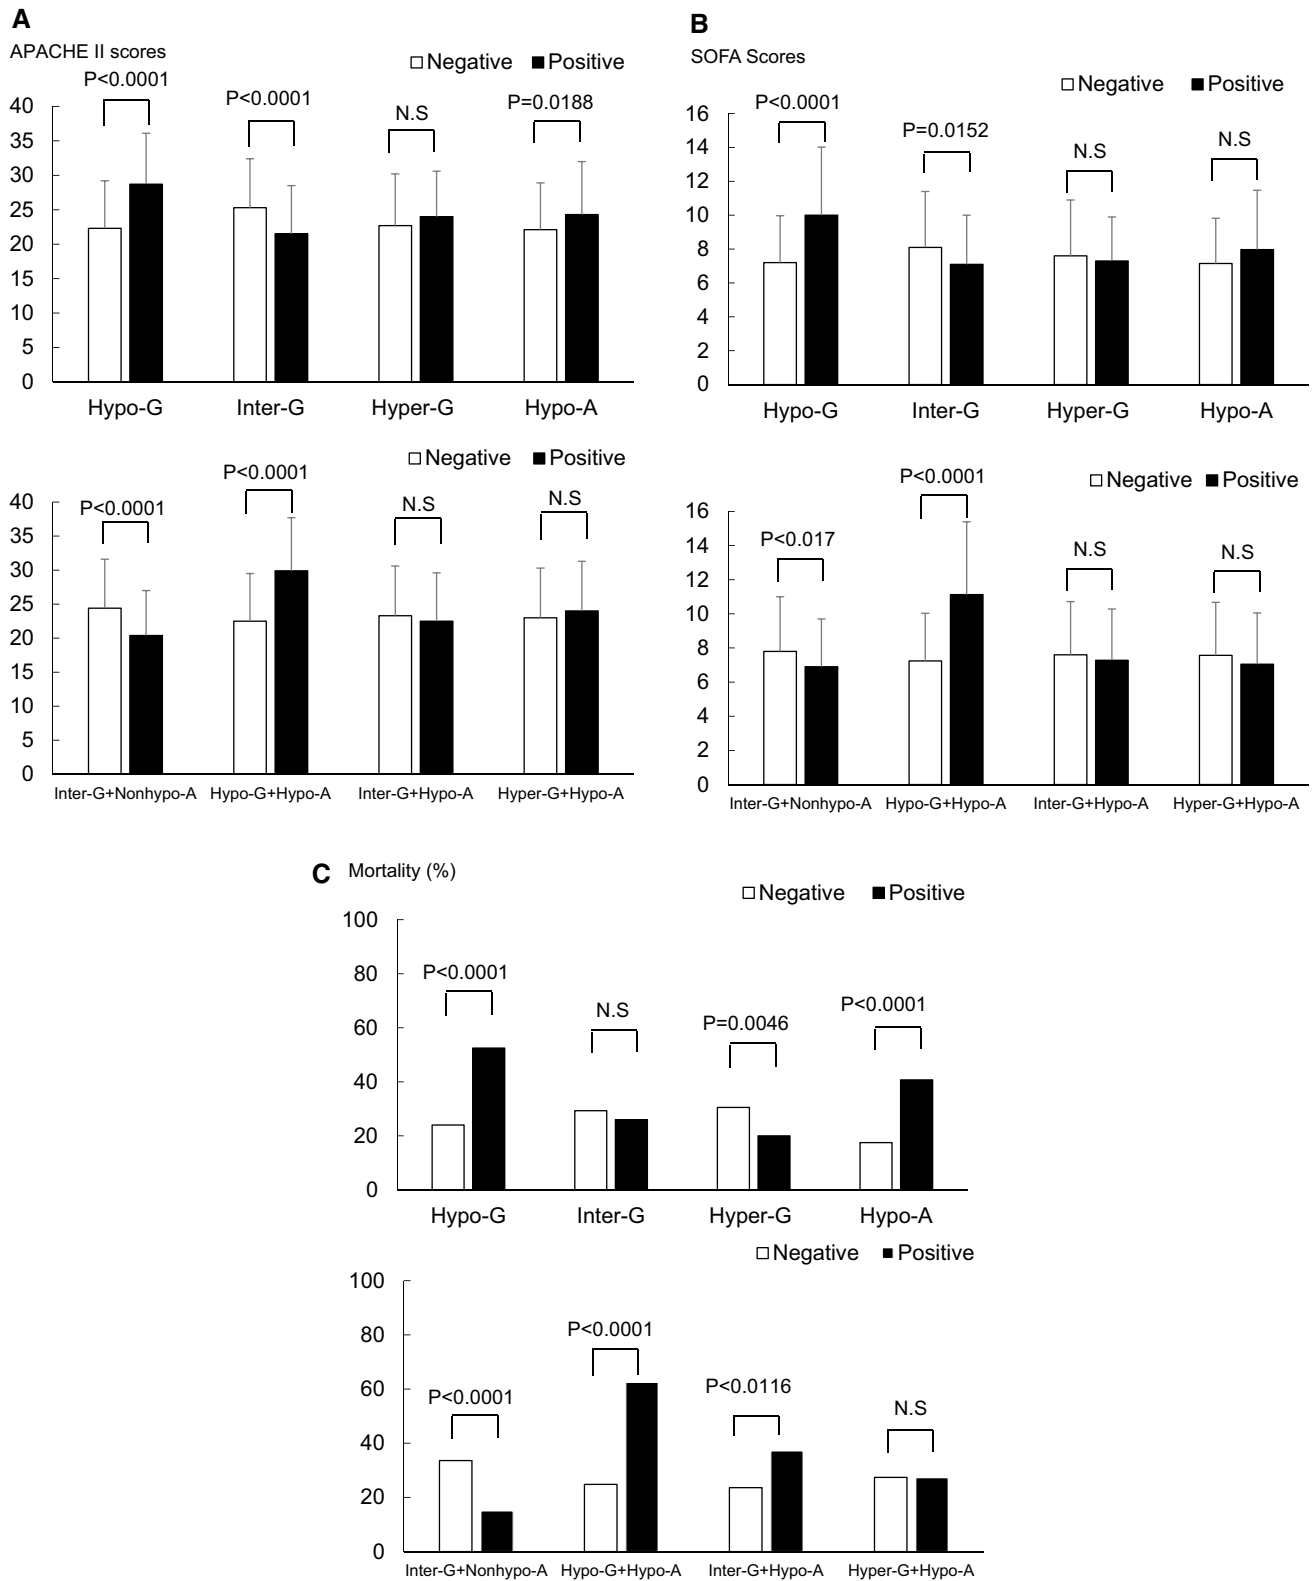 A
APACHE II scores
Negative Positive
P<0.0001
P<0.0001
N.S
P=0.0188
40
35
30
25
20
15
10
5
0
Hypo-G Inter-G Hyper-G Hypo-A
Negative Positive
P<0.0001
P<0.0001
N.S
N.S
40
35
30
25
20
15
10
5
0
Inter-G+Nonhypo-A Hypo-G+Hypo-A Inter-G+Hypo-A Hyper-G+Hypo-A
B
SOFA Scores
Negative Positive
P<0.0001
P=0.0152
N.S
N.S
16
14
12
10
8
6
4
2
0
Hypo-G Inter-G Hyper-G Hypo-A
Negative Positive
P<0.017
P<0.0001
N.S
N.S
16
14
12
10
8
6
4
2
0
Inter-G+Nonhypo-A Hypo-G+Hypo-A Inter-G+Hypo-A Hyper-G+Hypo-A
C Mortality (%)
Negative Positive
P<0.0001
N.S
P=0.0046
P<0.0001
100
80
60
40
20
0
Hypo-G Inter-G Hyper-G Hypo-A
Negative Positive
P<0.0001
P<0.0001
P<0.0116
N.S
100
80
60
40
20
0
Inter-G+Nonhypo-A Hypo-G+Hypo-A Inter-G+Hypo-A Hyper-G+Hypo-A